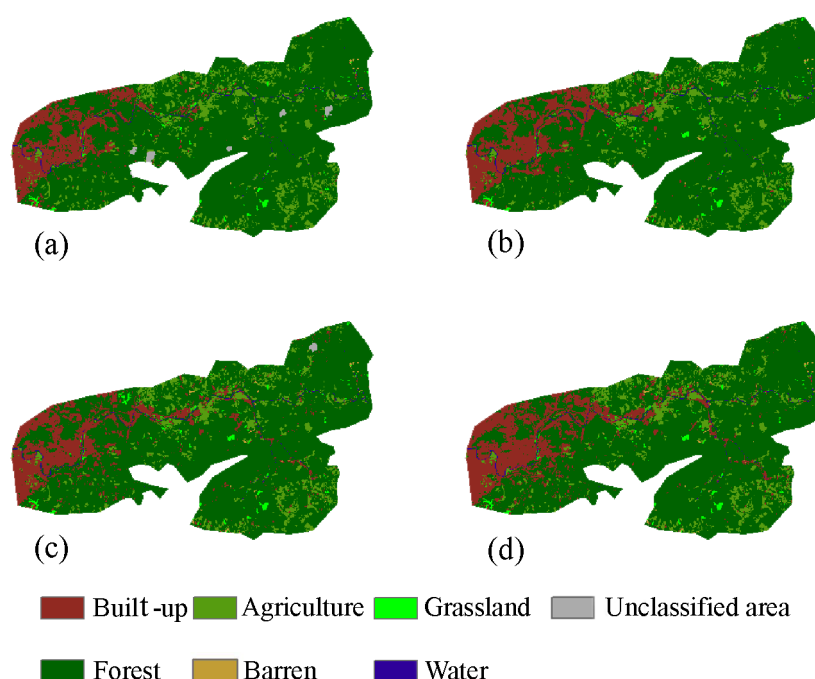 (a)
(b)
(c)
(d)
Built-up Agriculture Grassland Unclassified area
Forest Barren Water